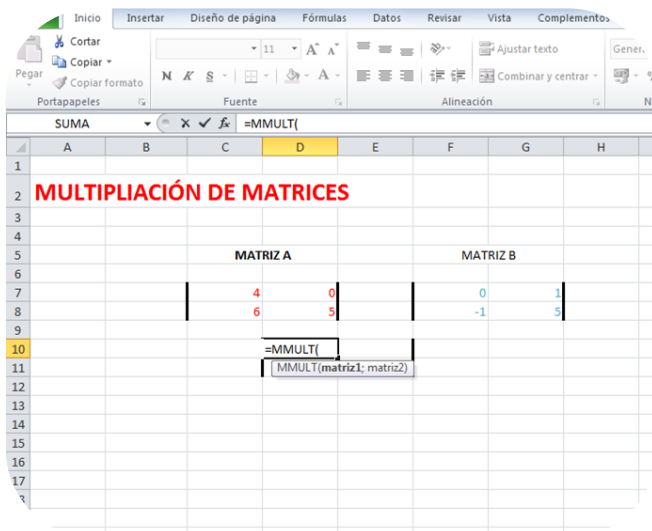 Inicio Insertar Diseño de página Fórmulas Datos Revisar Vista Complementos
Cortar
Copiar
Copiar formato
Pegar
11 A A
Ajustar texto
Gener
N K S A
Combinar y centrar
Portapapeles Fuente Alineación N
SUMA fx =MMULT(
A B C D E F G H
1
2 MULTIPLIACIÓN DE MATRICES
3
4
5 MATRIZ A MATRIZ B
6
7 4 0 0 1
8 6 5 -1 5
9
10 =MMULT(
11 MMULT(matriz1; matriz2)
12
13
14
15
16
17